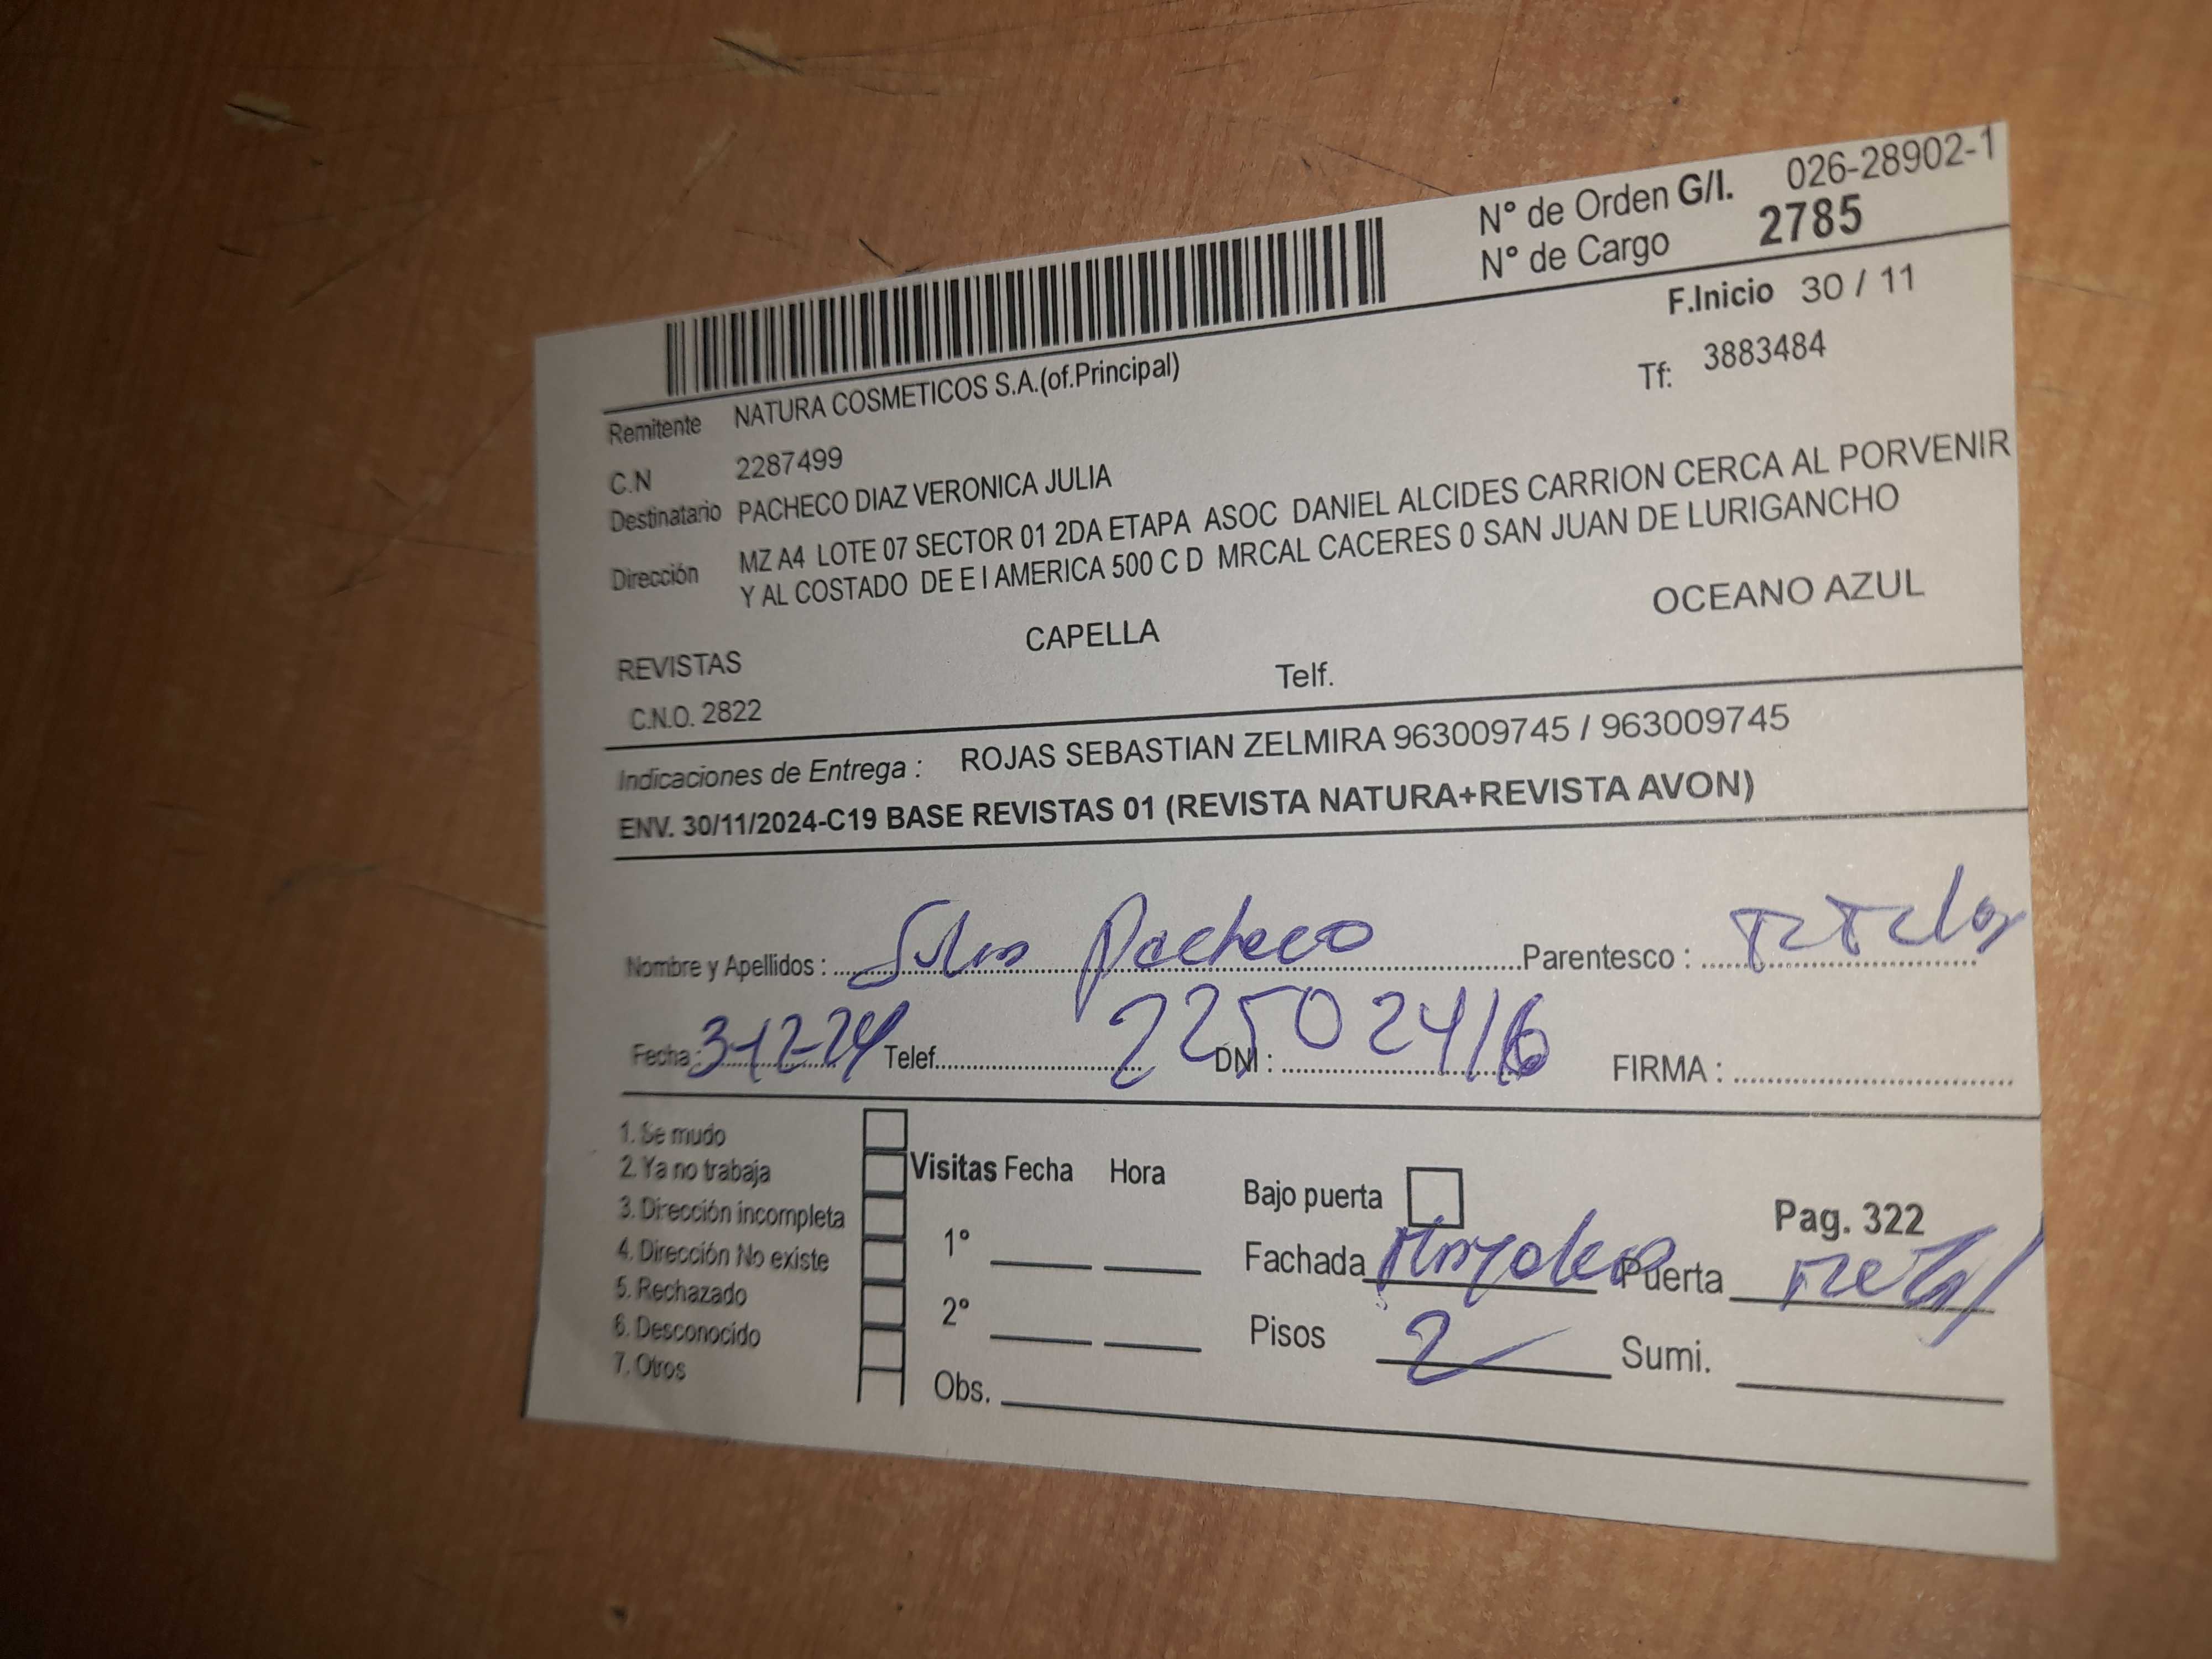 N° de Orden G/I. 026-28902-1
N° de Cargo 2785
F.Inicio 30 / 11
Remitente NATURA COSMETICOS S.A.(of.Principal)
Tf: 3883484
C.N 2287499
Destinatario PACHECO DIAZ VERONICA JULIA
Dirección MZ A4 LOTE 07 SECTOR 01 2DA ETAPA ASOC DANIEL ALCIDES CARRION CERCA AL PORVENIR
Y AL COSTADO DE E I AMERICA 500 C D MRCAL CACERES 0 SAN JUAN DE LURIGANCHO
REVISTAS CAPELLA OCEANO AZUL
C.N.O. 2822 Telf.
Indicaciones de Entrega : ROJAS SEBASTIAN ZELMIRA 963009745 / 963009745
ENV. 30/11/2024-C19 BASE REVISTAS 01 (REVISTA NATURA+REVISTA AVON)
Nombre y Apellidos : Pacheco Parentesco :
Fecha : 3-12-24 Telef. DNI : 22502416 FIRMA :
1. Se mudo
2. Ya no trabaja
3. Dirección incompleta
4. Dirección No existe
5. Rechazado
6. Desconocido
7. Otros
Visitas Fecha Hora
1°
2°
Obs.
Bajo puerta
Pag. 322
Fachada Puerta metal
Pisos 2 Sumi.